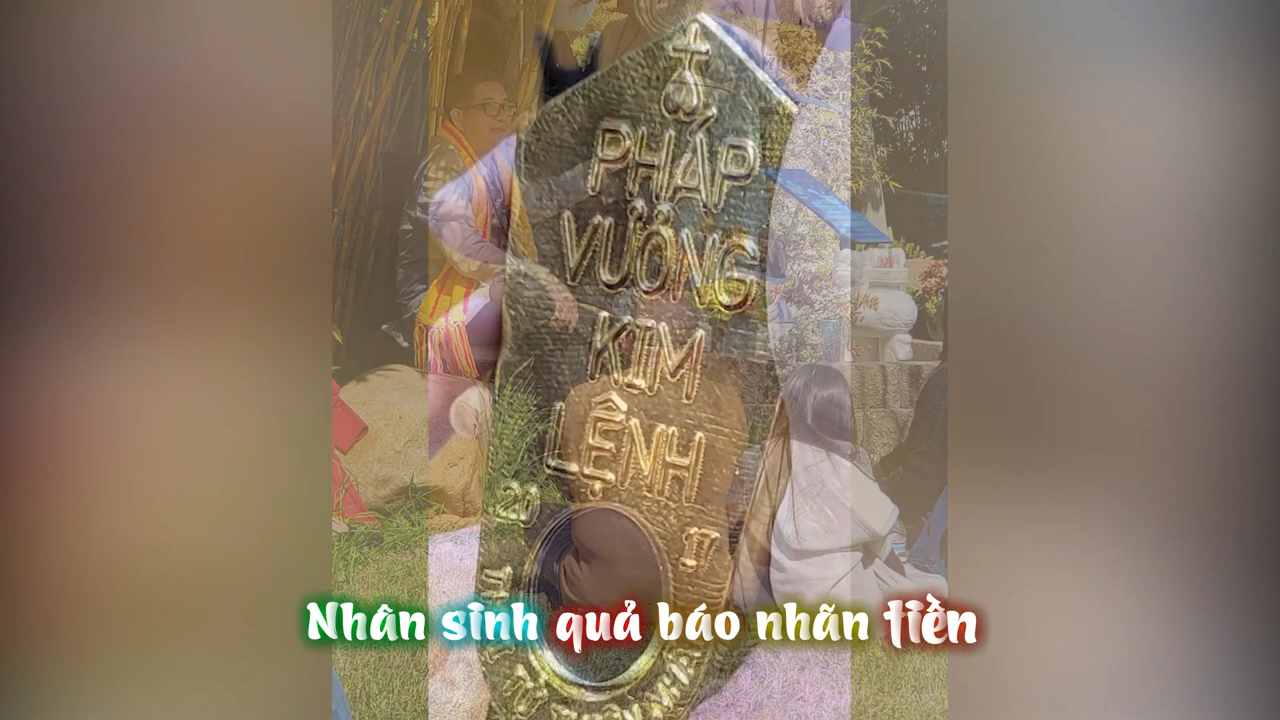 PHÁP
VƯƠNG
KIM
LỆNH
20
17
Nhân sinh quả báo nhãn tiền